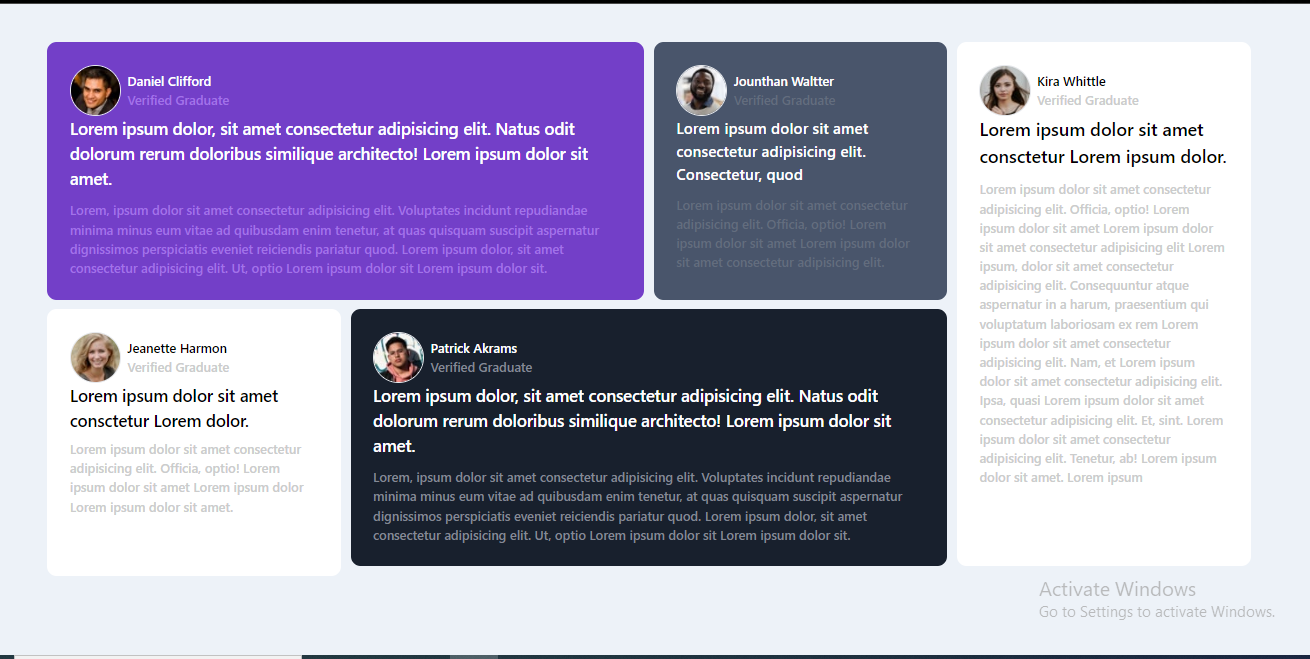 Daniel Clifford
Verified Graduate
Lorem ipsum dolor, sit amet consectetur adipisicing elit. Natus odit
dolorum rerum doloribus similique architecto! Lorem ipsum dolor sit
amet.
Lorem, ipsum dolor sit amet consectetur adipisicing elit. Voluptates incidunt repudiandae
minima minus eum vitae ad quibusdam enim tenetur, at quas quisquam suscipit aspernatur
dignissimos perspiciatis eveniet reiciendis pariatur quod. Lorem ipsum dolor, sit amet
consectetur adipisicing elit. Ut, optio Lorem ipsum dolor sit Lorem ipsum dolor sit.
Jounthan Waltter
Verified Graduate
Lorem ipsum dolor sit amet
consectetur adipisicing elit.
Consectetur, quod
Lorem ipsum dolor sit amet consectetur
adipisicing elit. Officia, optio! Lorem
ipsum dolor sit amet Lorem ipsum dolor
sit amet consectetur adipisicing elit.
Kira Whittle
Verified Graduate
Lorem ipsum dolor sit amet
consctetur Lorem ipsum dolor.
Lorem ipsum dolor sit amet consectetur
adipisicing elit. Officia, optio! Lorem
ipsum dolor sit amet Lorem ipsum dolor
sit amet consectetur adipisicing elit Lorem
ipsum, dolor sit amet consectetur
adipisicing elit. Consequuntur atque
aspernatur in a harum, praesentium qui
voluptatum laboriosam ex rem Lorem
ipsum dolor sit amet consectetur
adipisicing elit. Nam, et Lorem ipsum
dolor sit amet consectetur adipisicing elit.
Ipsa, quasi Lorem ipsum dolor sit amet
consectetur adipisicing elit. Et, sint. Lorem
ipsum dolor sit amet consectetur
adipisicing elit. Tenetur, ab! Lorem ipsum
dolor sit amet. Lorem ipsum
Jeanette Harmon
Verified Graduate
Lorem ipsum dolor sit amet
consctetur Lorem dolor.
Lorem ipsum dolor sit amet consectetur
adipisicing elit. Officia, optio! Lorem
ipsum dolor sit amet Lorem ipsum dolor
Lorem ipsum dolor sit amet.
Patrick Akrams
Verified Graduate
Lorem ipsum dolor, sit amet consectetur adipisicing elit. Natus odit
dolorum rerum doloribus similique architecto! Lorem ipsum dolor sit
amet.
Lorem, ipsum dolor sit amet consectetur adipisicing elit. Voluptates incidunt repudiandae
minima minus eum vitae ad quibusdam enim tenetur, at quas quisquam suscipit aspernatur
dignissimos perspiciatis eveniet reiciendis pariatur quod. Lorem ipsum dolor, sit amet
consectetur adipisicing elit. Ut, optio Lorem ipsum dolor sit Lorem ipsum dolor sit.
Activate Windows
Go to Settings to activate Windows.